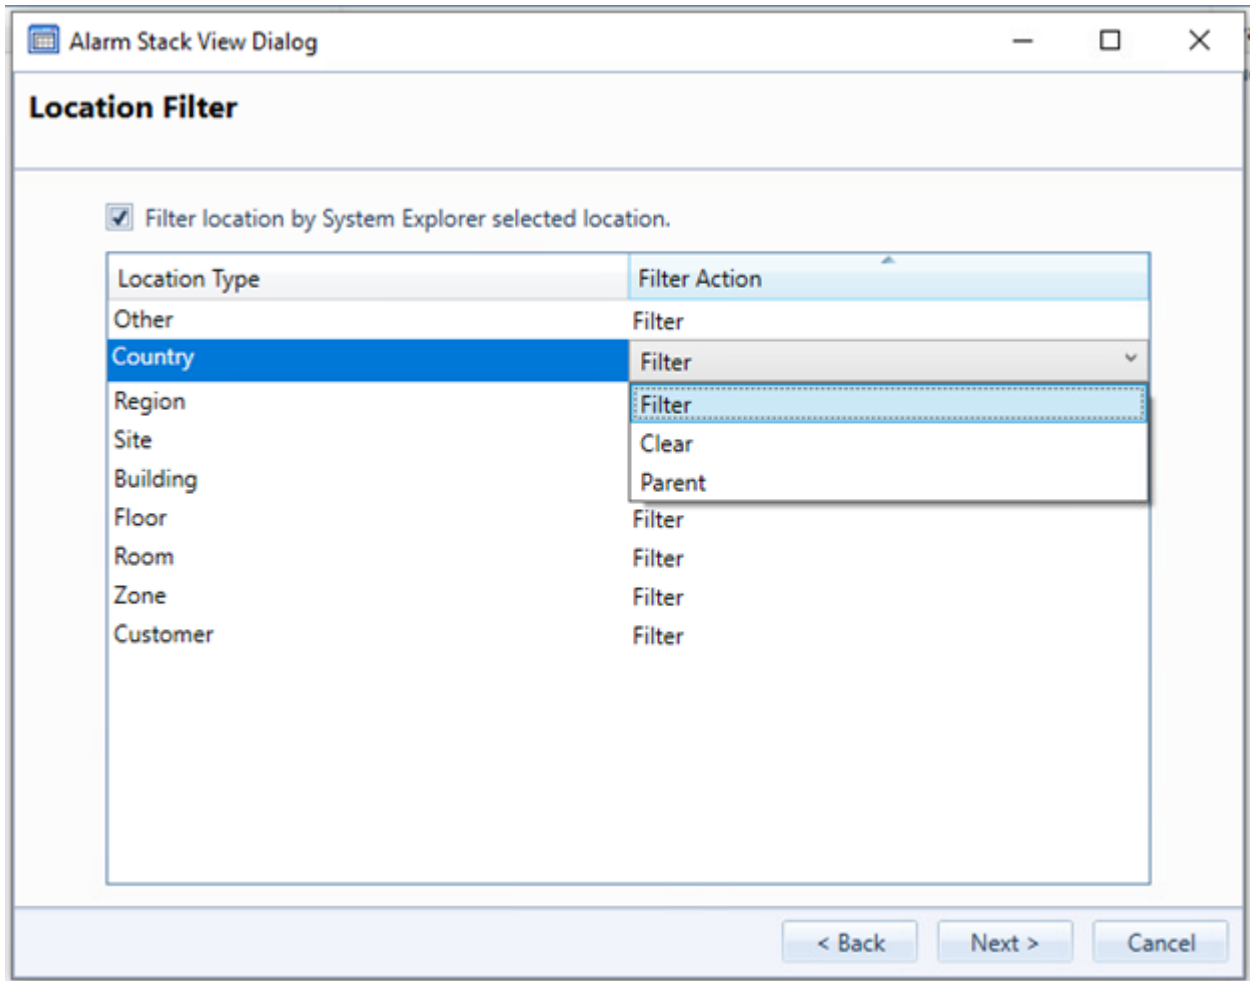 Alarm Stack View Dialog
Location Filter
Filter location by System Explorer selected location.
Location Type Filter Action
Other Filter
Country Filter
Region Filter
Site Clear
Building Parent
Floor Filter
Room Filter
Zone Filter
Customer Filter
< Back Next > Cancel